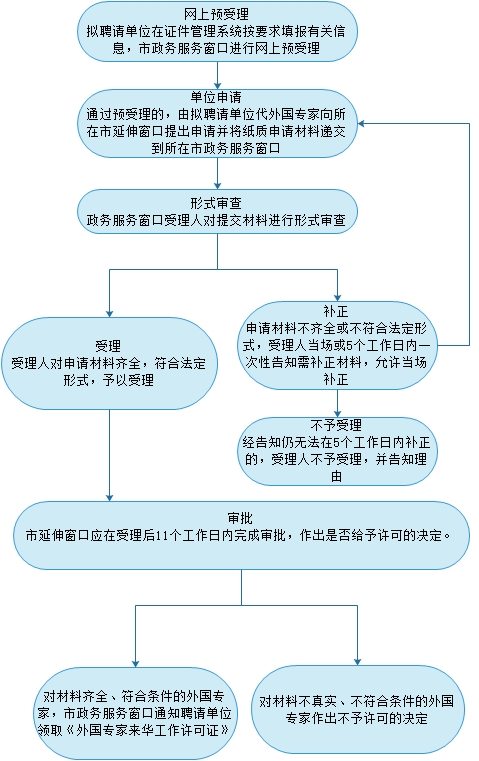 网上预受理
拟聘请单位在证件管理系统按要求填报有关信
息，市政务服务窗口进行网上预受理
单位申请
通过预受理的，由拟聘请单位代外国专家向所
在市延伸窗口提出申请并将纸质申请材料递交
到所在市政务服务窗口
形式审查
政务服务窗口受理人对提交材料进行形式审查
受理
受理人对申请材料齐全，符合法定
形式，予以受理
补正
申请材料不齐全或不符合法定形
式，受理人当场或5个工作日内一
次性告知需补正材料，允许当场
补正
不予受理
经告知仍无法在5个工作日内补正
的，受理人不予受理，并告知理
由
审批
市延伸窗口应在受理后11个工作日内完成审批，作出是否给予许可的决定。
对材料齐全、符合条件的外国专
家，市政务服务窗口通知聘请单位
领取《外国专家来华工作许可证》
对材料不真实、不符合条件的外国
专家作出不予许可的决定